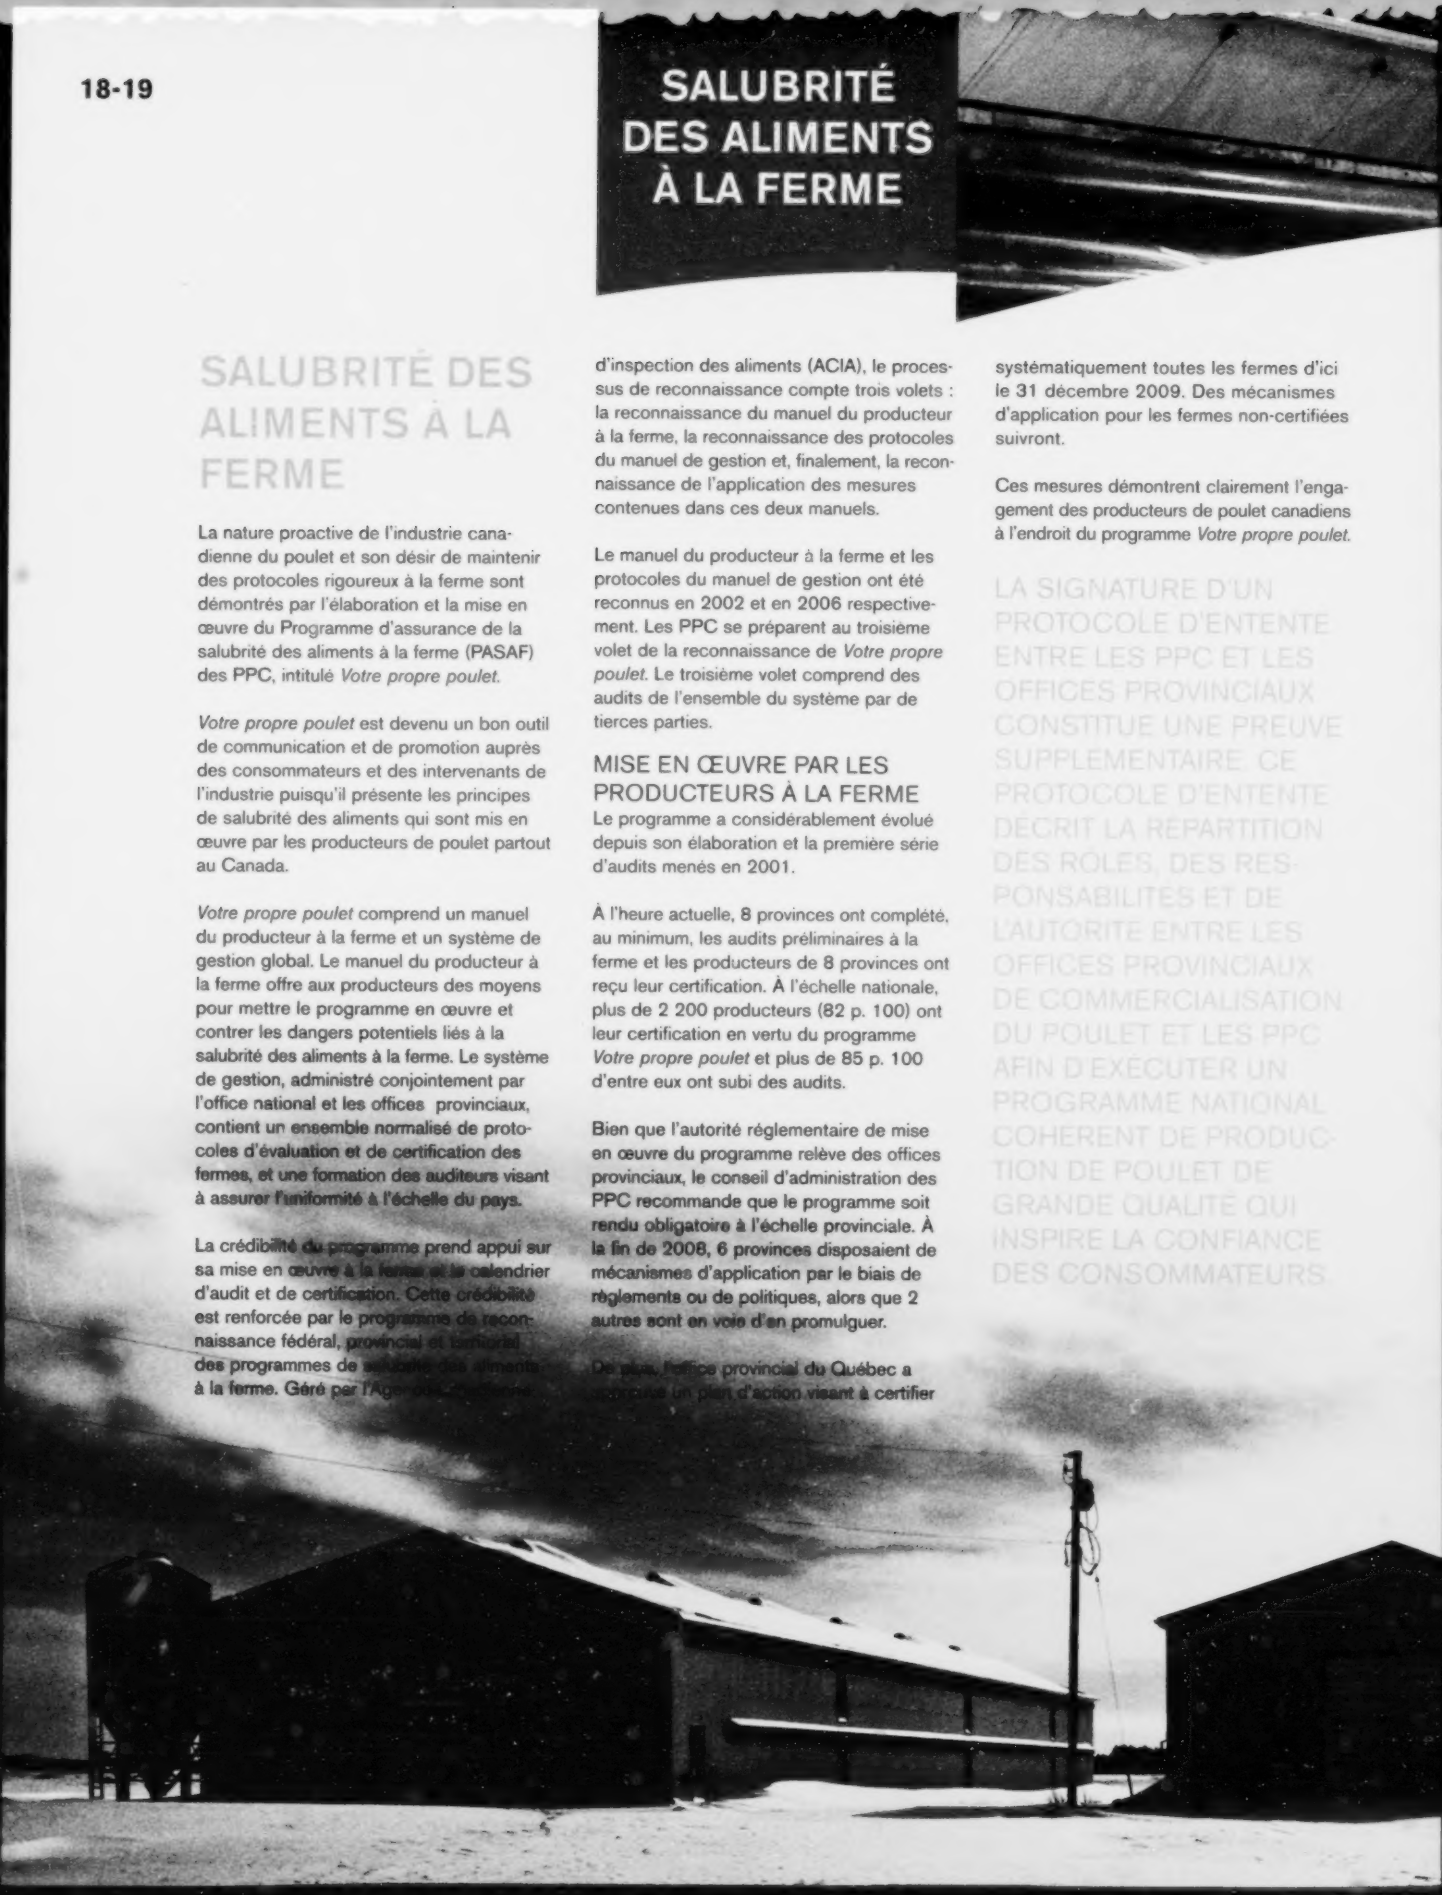 18-19
SALUBRITÉ
DES ALIMENTS
À LA FERME
SALUBRITÉ DES
ALIMENTS À LA
FERME
La nature proactive de l'industrie cana-
dienne du poulet et son désir de maintenir
des protocoles rigoureux à la ferme sont
démontrés par l'élaboration et la mise en
œuvre du Programme d'assurance de la
salubrité des aliments à la ferme (PASAF)
des PPC, intitulé Votre propre poulet.
Votre propre poulet est devenu un bon outil
de communication et de promotion auprès
des consommateurs et des intervenants de
l'industrie puisqu'il présente les principes
de salubrité des aliments qui sont mis en
œuvre par les producteurs de poulet partout
au Canada.
Votre propre poulet comprend un manuel
du producteur à la ferme et un système de
gestion global. Le manuel du producteur à
la ferme offre aux producteurs des moyens
pour mettre le programme en œuvre et
contrer les dangers potentiels liés à la
salubrité des aliments à la ferme. Le système
de gestion, administré conjointement par
l'office national et les offices provinciaux,
contient un ensemble normalisé de proto-
coles d'évaluation et de certification des
fermes, et une formation des auditeurs visant
à assurer l'uniformité à l'échelle du pays.
La crédibilité du programme prend appui sur
sa mise en œuvre à la ferme et le calendrier
d'audit et de certification. Cette crédibilité
est renforcée par le programme de recon-
naissance fédéral, provincial et territorial
des programmes de salubrité des aliments
à la ferme. Géré par l'Agence canadienne
d'inspection des aliments (ACIA), le proces-
sus de reconnaissance compte trois volets :
la reconnaissance du manuel du producteur
à la ferme, la reconnaissance des protocoles
du manuel de gestion et, finalement, la recon-
naissance de l'application des mesures
contenues dans ces deux manuels.
Le manuel du producteur à la ferme et les
protocoles du manuel de gestion ont été
reconnus en 2002 et en 2006 respective-
ment. Les PPC se préparent au troisième
volet de la reconnaissance de Votre propre
poulet. Le troisième volet comprend des
audits de l'ensemble du système par de
tierces parties.
MISE EN ŒUVRE PAR LES
PRODUCTEURS À LA FERME
Le programme a considérablement évolué
depuis son élaboration et la première série
d'audits menés en 2001.
À l'heure actuelle, 8 provinces ont complété,
au minimum, les audits préliminaires à la
ferme et les producteurs de 8 provinces ont
reçu leur certification. À l'échelle nationale,
plus de 2 200 producteurs (82 p. 100) ont
leur certification en vertu du programme
Votre propre poulet et plus de 85 p. 100
d'entre eux ont subi des audits.
Bien que l'autorité réglementaire de mise
en œuvre du programme relève des offices
provinciaux, le conseil d'administration des
PPC recommande que le programme soit
rendu obligatoire à l'échelle provinciale. À
la fin de 2008, 6 provinces disposaient de
mécanismes d'application par le biais de
règlements ou de politiques, alors que 2
autres sont en voie d'en promulguer.
De plus, l'office provincial du Québec a
un plan d'action visant à certifier
systématiquement toutes les fermes d'ici
le 31 décembre 2009. Des mécanismes
d'application pour les fermes non-certifiées
suivront.
Ces mesures démontrent clairement l'enga-
gement des producteurs de poulet canadiens
à l'endroit du programme Votre propre poulet.
LA SIGNATURE D'UN
PROTOCOLE D'ENTENTE
ENTRE LES PPC ET LES
OFFICES PROVINCIAUX
CONSTITUE UNE PREUVE
SUPPLÉMENTAIRE. CE
PROTOCOLE D'ENTENTE
DÉCRIT LA RÉPARTITION
DES RÔLES, DES RES-
PONSABILITÉS ET DE
L'AUTORITÉ ENTRE LES
OFFICES PROVINCIAUX
DE COMMERCIALISATION
DU POULET ET LES PPC
AFIN D'EXÉCUTER UN
PROGRAMME NATIONAL
COHÉRENT DE PRODUC-
TION DE POULET DE
GRANDE QUALITÉ QUI
INSPIRE LA CONFIANCE
DES CONSOMMATEURS.